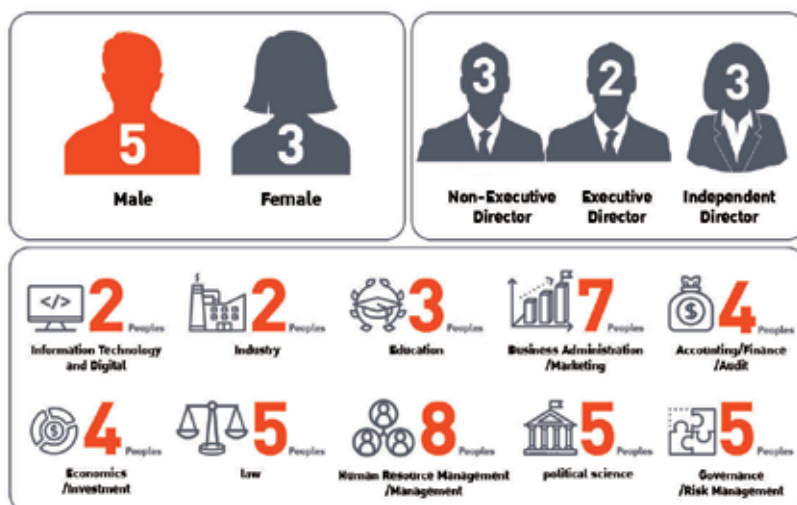 5
3
Male
Female
3
2
3
Non-Executive
Director
Executive
Director
Independent
Director
</>
2
Peoples
Information Technology
and Digital
2
Peoples
Industry
3
Peoples
Education
7
Peoples
Business Administration
/Marketing
$
4
Peoples
Accounting/Finance
/Audit
$
4
Peoples
Economics
/Investment
5
Peoples
law
8
Peoples
Human Resource Management
/Management
5
Peoples
political science
5
Peoples
Governance
/Risk Management